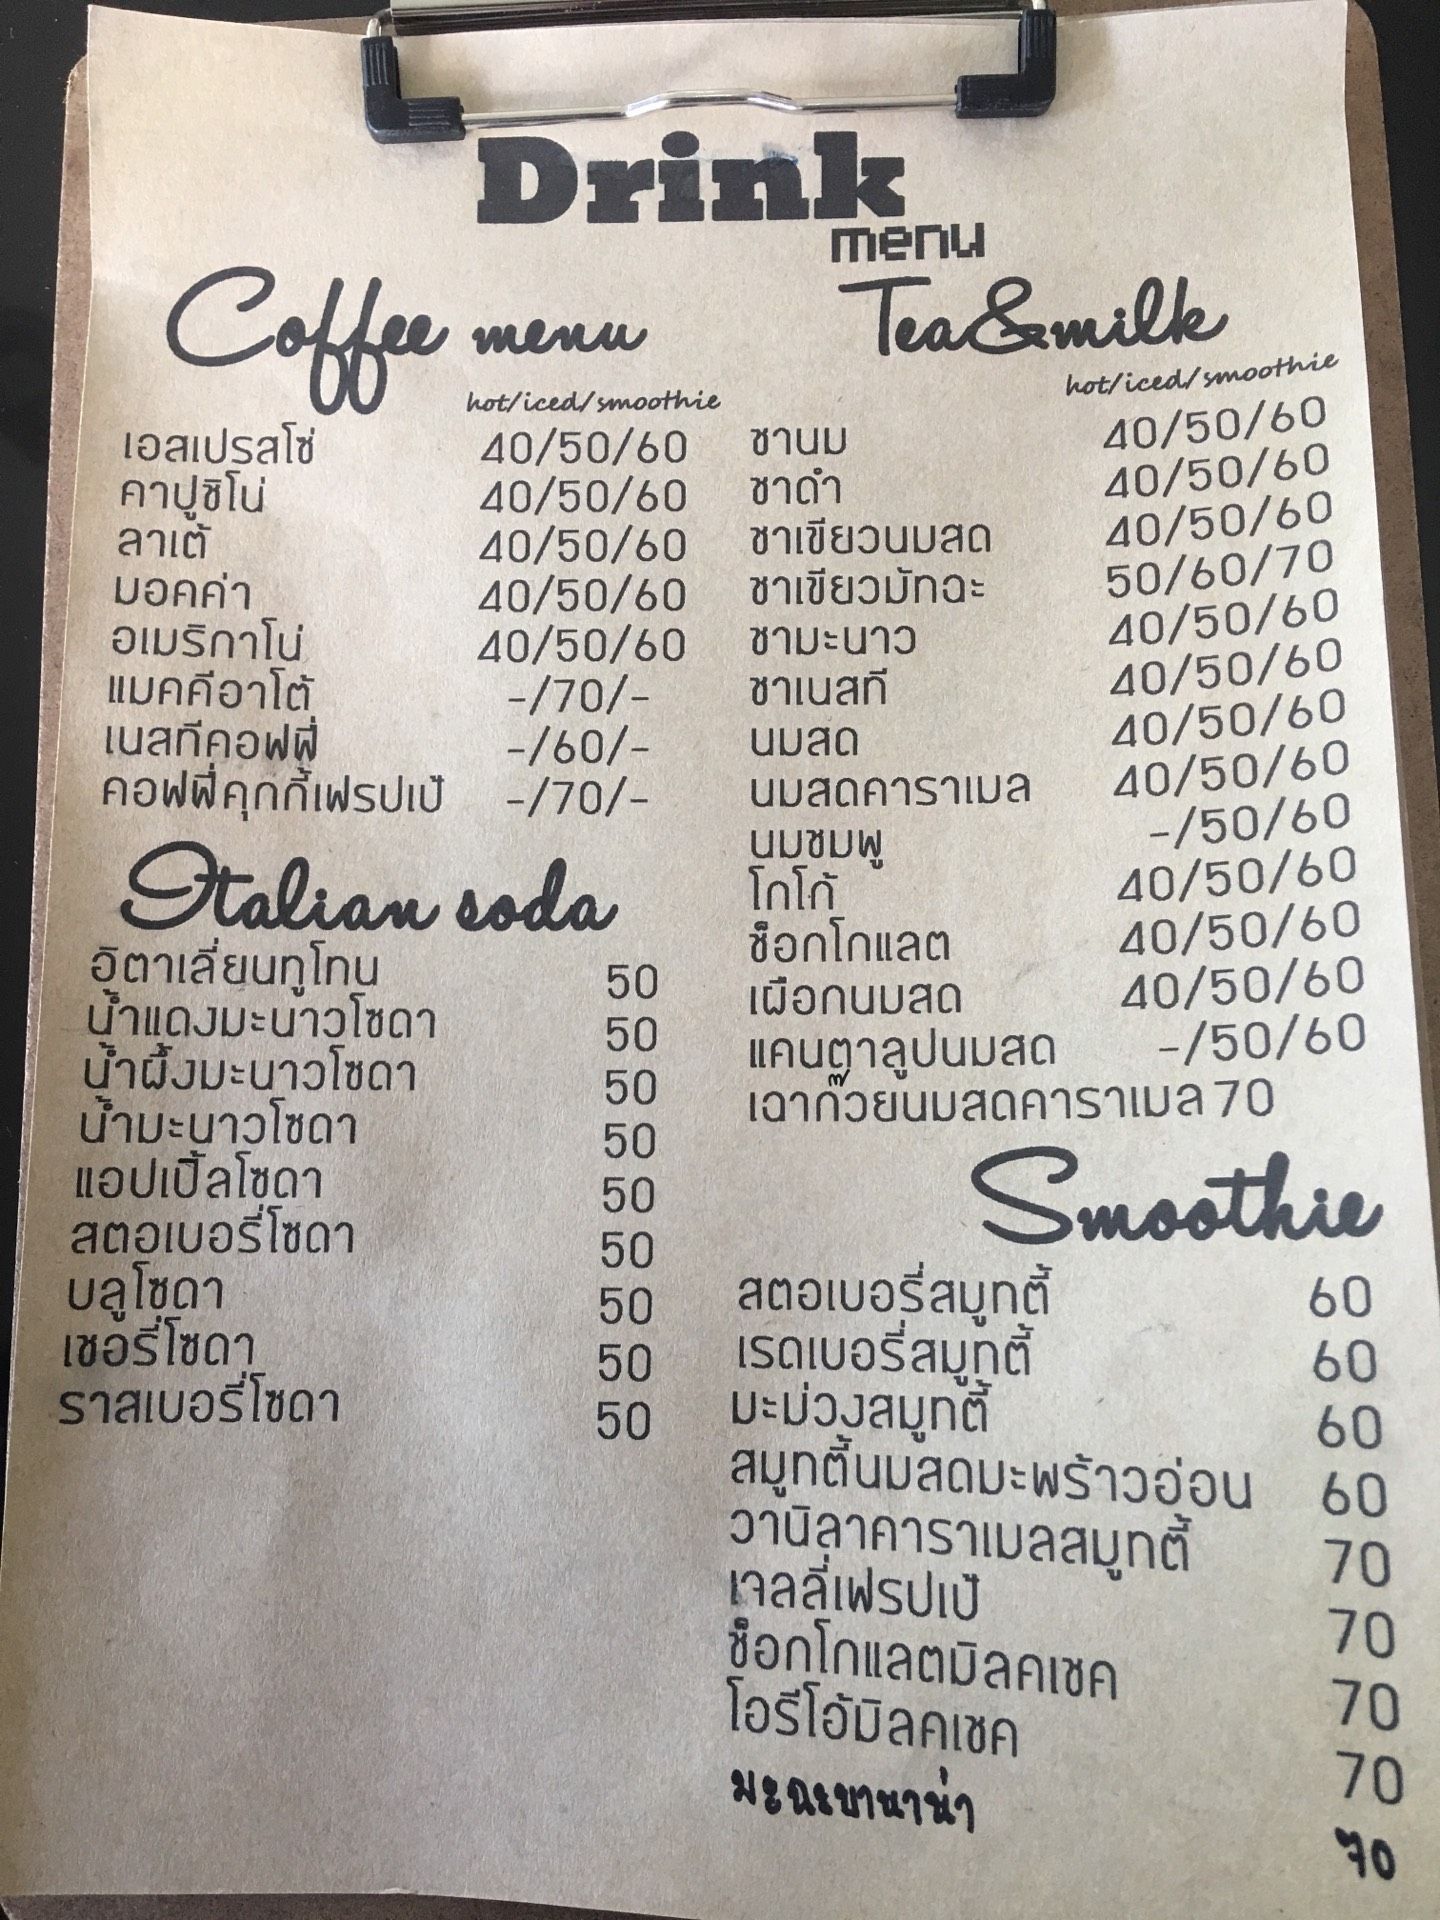 Drink
menu
Coffee menu
hot/iced/smoothie
เอสเปรสโซ่ 40/50/60
คาปูชิโน่ 40/50/60
ลาเต้ 40/50/60
มอคค่า 40/50/60
อเมริกาโน่ 40/50/60
แมคคีอาโต้ -/70/-
เนสทีคอฟฟี่ -/60/-
คอฟฟี่คุกกี้เฟรปเป้ -/70/-
Italian soda
อิตาเลี่ยนทูโทน 50
น้ำแดงมะนาวโซดา 50
น้ำผึ้งมะนาวโซดา 50
น้ำมะนาวโซดา 50
แอปเปิ้ลโซดา 50
สตอเบอรี่โซดา 50
บลูโซดา 50
เชอรี่โซดา 50
ราสเบอรี่โซดา 50
Tea&milk
hot/iced/smoothie
ชานม 40/50/60
ชาดำ 40/50/60
ชาเขียวนมสด 40/50/60
ชาเขียวมัทฉะ 50/60/70
ชามะนาว 40/50/60
ชาเนสที 40/50/60
นมสด 40/50/60
นมสดคาราเมล 40/50/60
นมชมพู -/50/60
โกโก้ 40/50/60
ช็อกโกแลต 40/50/60
เผือกนมสด 40/50/60
แคนตาลูปนมสด -/50/60
เฉาก๊วยนมสดคาราเมล 70
Smoothie
สตอเบอรี่สมูทตี้ 60
เรดเบอรี่สมูทตี้ 60
มะม่วงสมูทตี้ 60
สมูทตี้นมสดมะพร้าวอ่อน 60
วานิลาคาราเมลสมูทตี้ 70
เจลลี่เฟรปเป้ 70
ช็อกโกแลตมิลคเชค 70
โอรีโอ้มิลคเชค 70
มะฉะบานาน่า 70